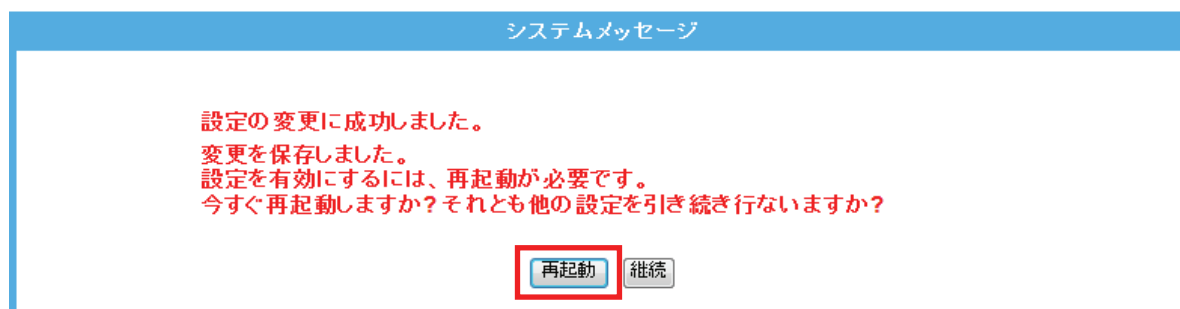 システムメッセージ
設定の変更に成功しました。
変更を保存しました。
設定を有効にするには、再起動が必要です。
今すぐ再起動しますか?それとも他の設定を引き続き行ないますか?
再起動 継続